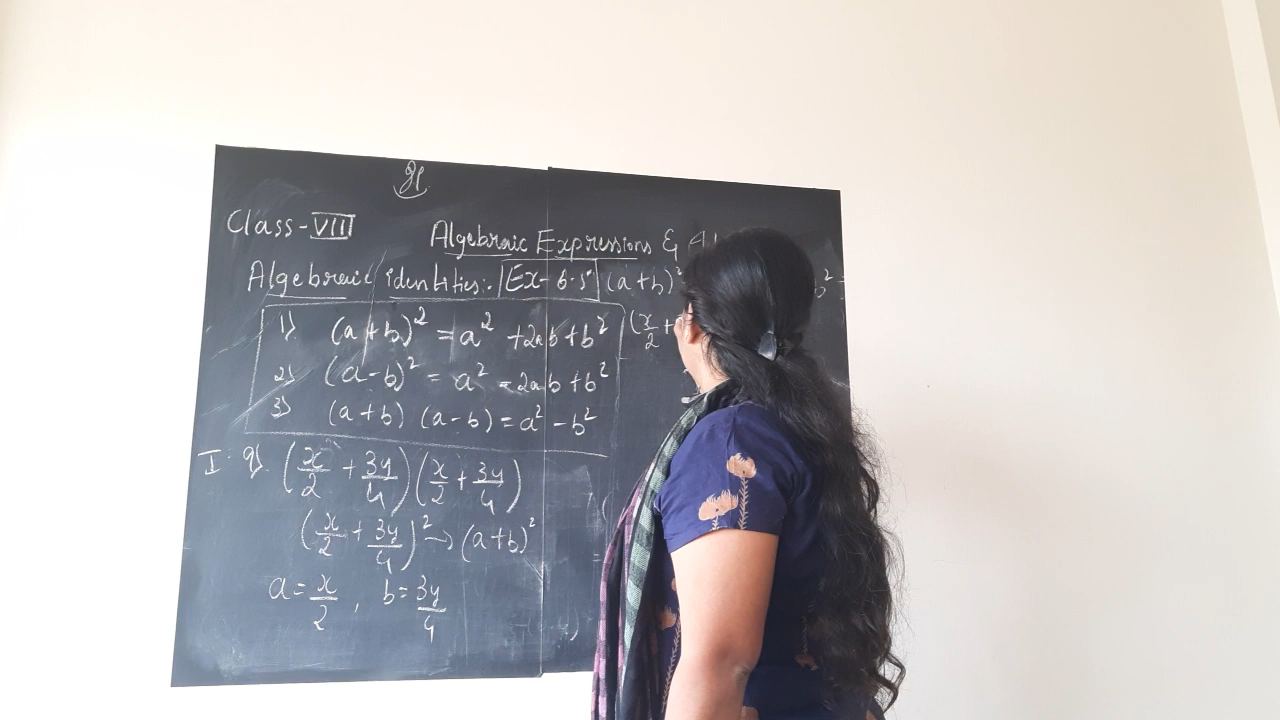 Class-VIII
Algebraic Expressions &
Algebraic identities:- Ex-6.5 (a+b)² b² =
1) (a+b)² = a² +2ab+b²
(x/2 +
2) (a-b)² = a² -2ab+b²
3) (a+b) (a-b) = a² - b²
I. 9). (x/2 + 3y/4)(x/2 + 3y/4)
(x/2 + 3y/4)² → (a+b)²
a = x/2, b = 3y/4